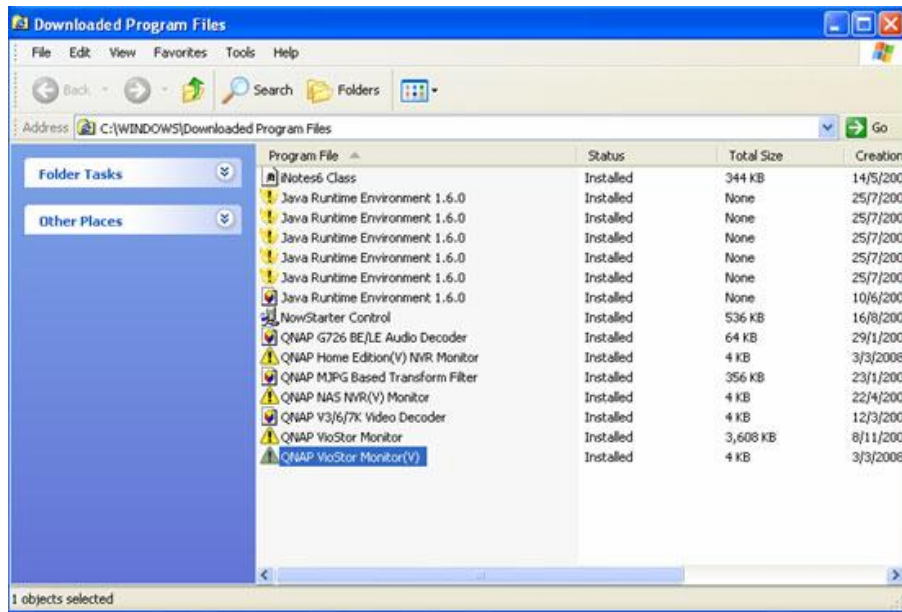 Downloaded Program Files
File Edit View Favorites Tools Help
Back Search Folders
Address C:\WINDOWS\Downloaded Program Files Go
Folder Tasks
Other Places
Program File Status Total Size Creation
iNotes6 Class Installed 344 KB 14/5/200
Java Runtime Environment 1.6.0 Installed None 25/7/200
Java Runtime Environment 1.6.0 Installed None 25/7/200
Java Runtime Environment 1.6.0 Installed None 25/7/200
Java Runtime Environment 1.6.0 Installed None 25/7/200
Java Runtime Environment 1.6.0 Installed None 25/7/200
Java Runtime Environment 1.6.0 Installed None 10/6/200
NowStarter Control Installed 536 KB 16/8/200
QNAP G726 BE/LE Audio Decoder Installed 64 KB 29/1/200
QNAP Home Edition(V) NVR Monitor Installed 4 KB 3/3/2008
QNAP MJPG Based Transform Filter Installed 356 KB 23/1/200
QNAP NAS NVR(V) Monitor Installed 4 KB 22/4/200
QNAP V3/6/7K Video Decoder Installed 4 KB 12/3/200
QNAP VioStor Monitor Installed 3,608 KB 8/11/200
QNAP VioStor Monitor(V) Installed 4 KB 3/3/2008
1 objects selected